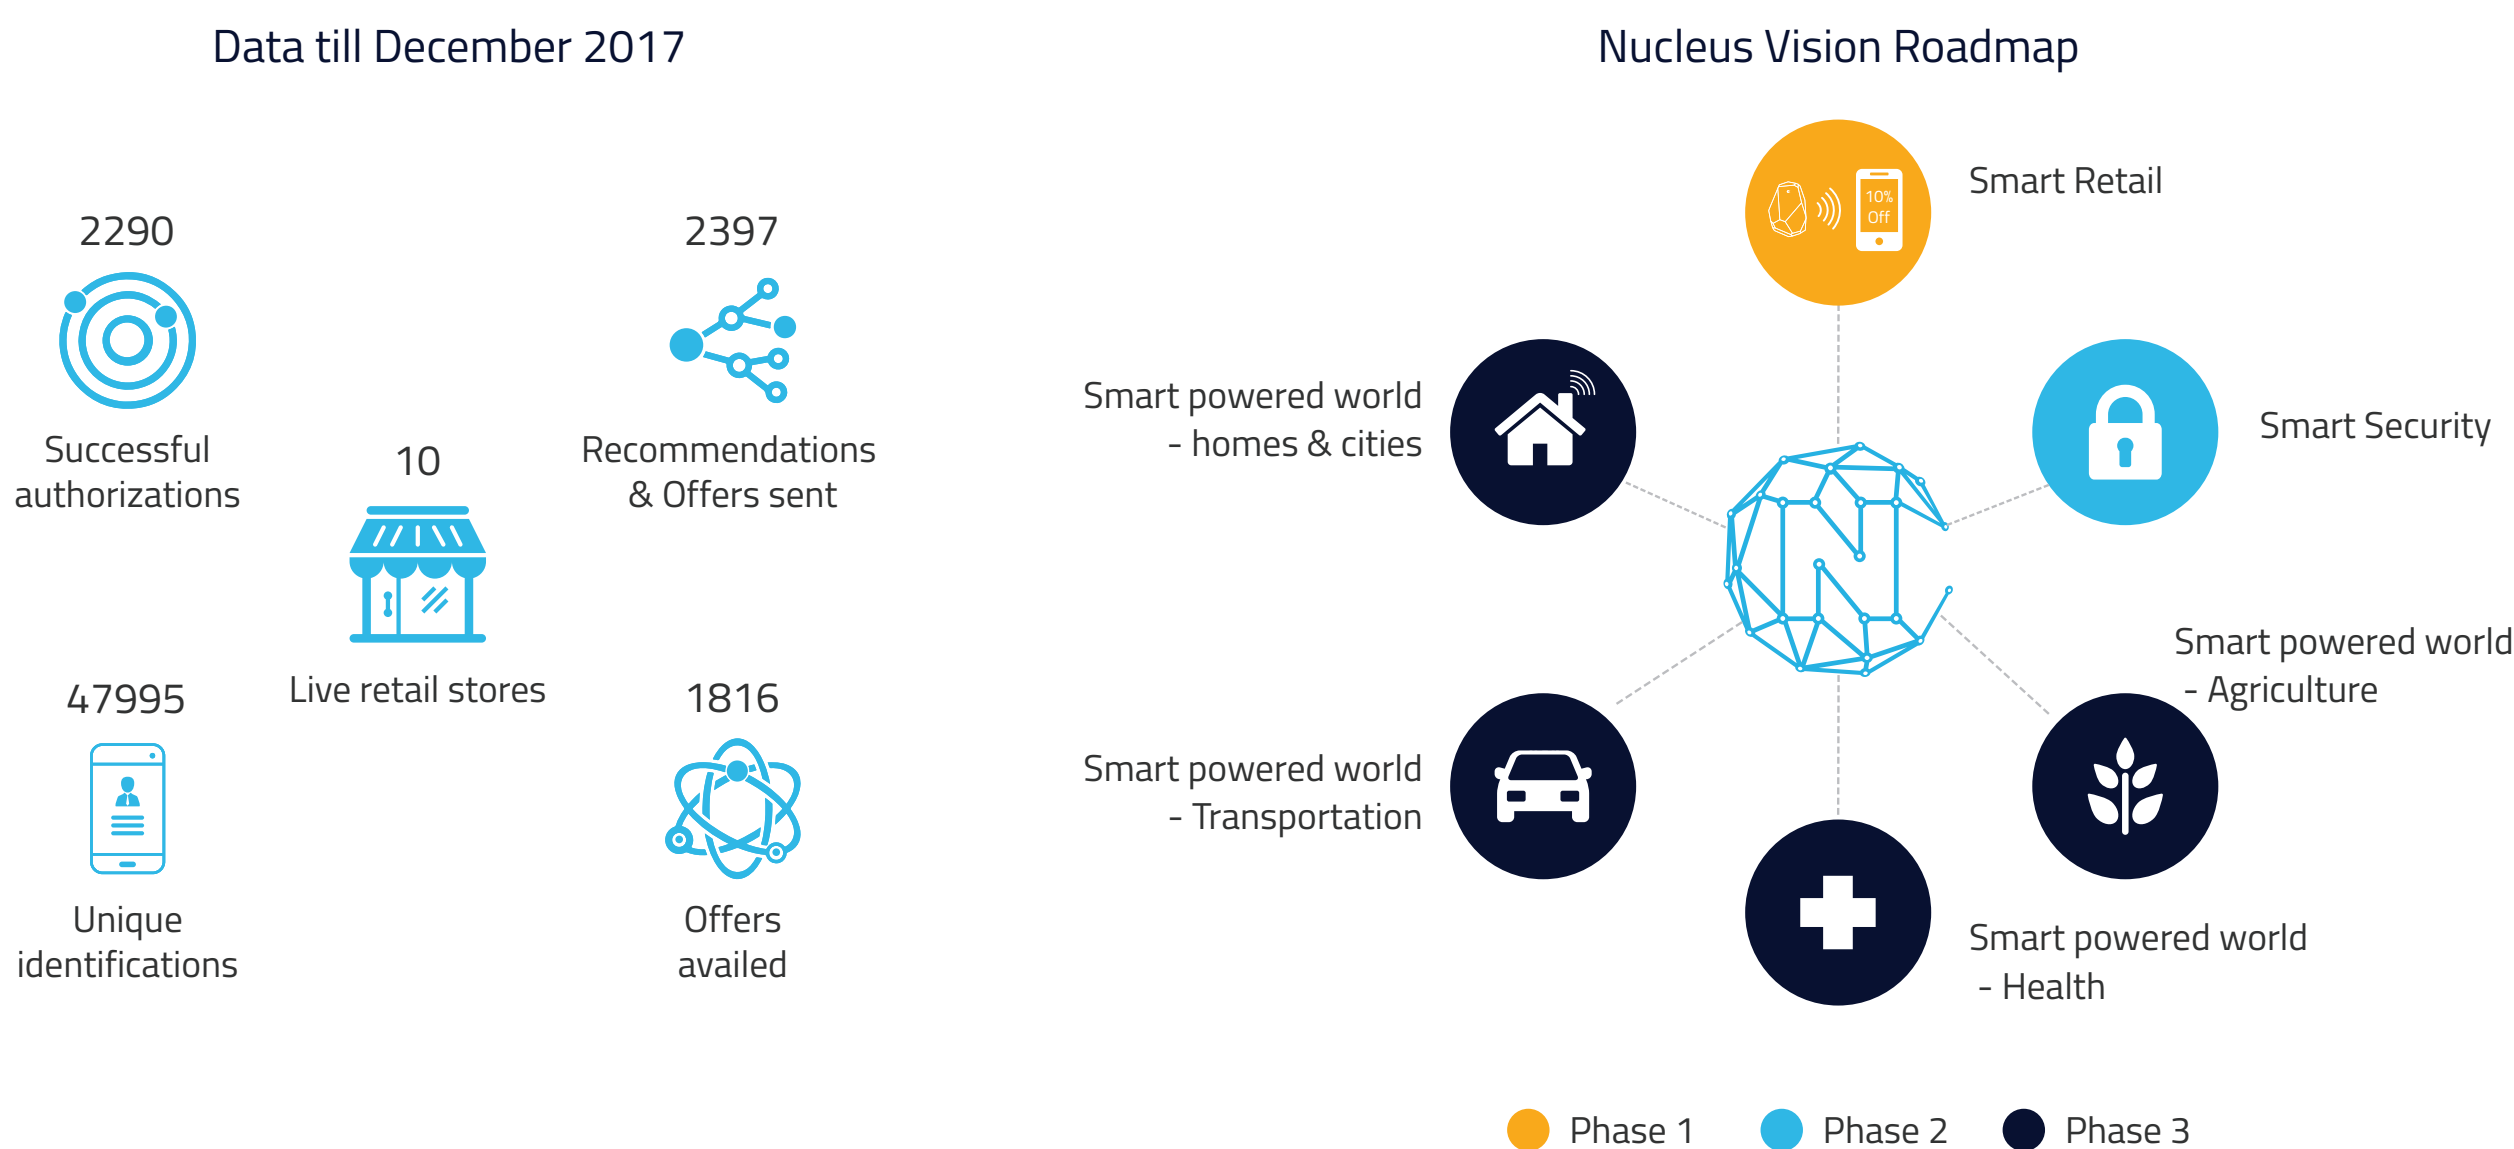 Data till December 2017
2290
Successful
authorizations
2397
Recommendations
& Offers sent
10
Live retail stores
47995
Unique
identifications
1816
Offers
availed
Nucleus Vision Roadmap
10%
Off
Smart Retail
Smart powered world
- homes & cities
Smart Security
Smart powered world
- Agriculture
Smart powered world
- Transportation
Smart powered world
- Health
Phase 1
Phase 2
Phase 3